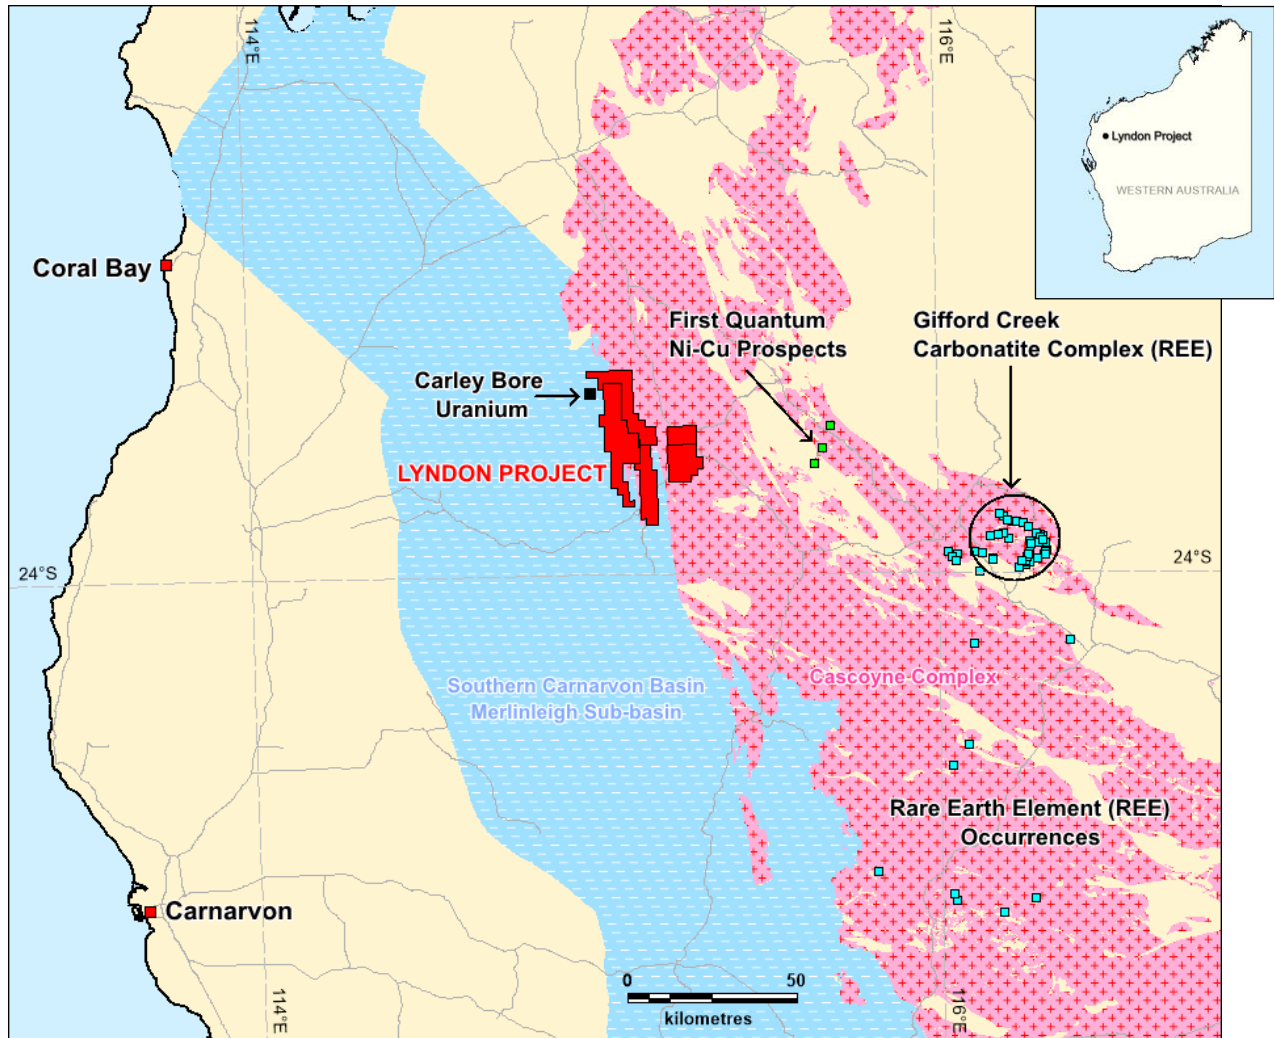 114°E
116°E
Lyndon Project
WESTERN AUSTRALIA
Coral Bay
First Quantum
Ni-Cu Prospects
Gifford Creek
Carbonatite Complex (REE)
Carley Bore
Uranium
LYNDON PROJECT
24°S
24°S
Southern Carnarvon Basin
Merlinleigh Sub-basin
Cascoyne Complex
Rare Earth Element (REE)
Occurrences
Carnarvon
0 50
kilometres
114°E
116°E